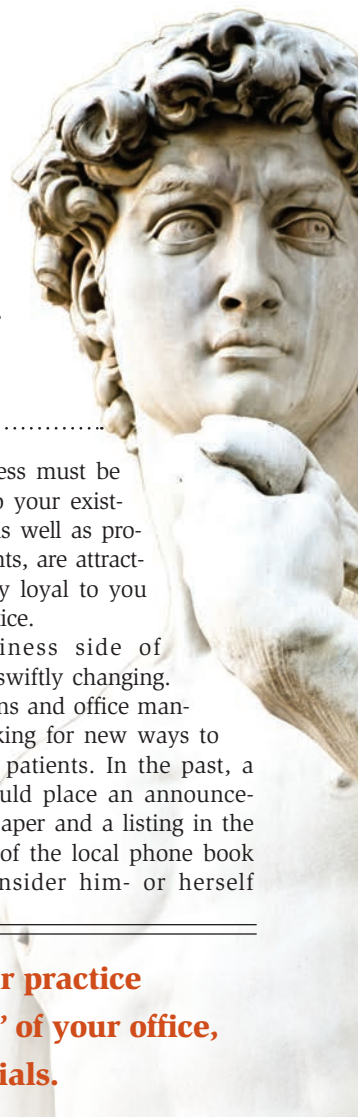 ess must be
o your exist-
s well as pro-
nts, are attract-
y loyal to you
ice.
iness side of
swiftly changing.
ns and office man-
king for new ways to
patients. In the past, a
uld place an announce-
aper and a listing in the
of the local phone book
nsider him- or herself
r practice
’ of your office,
ials.